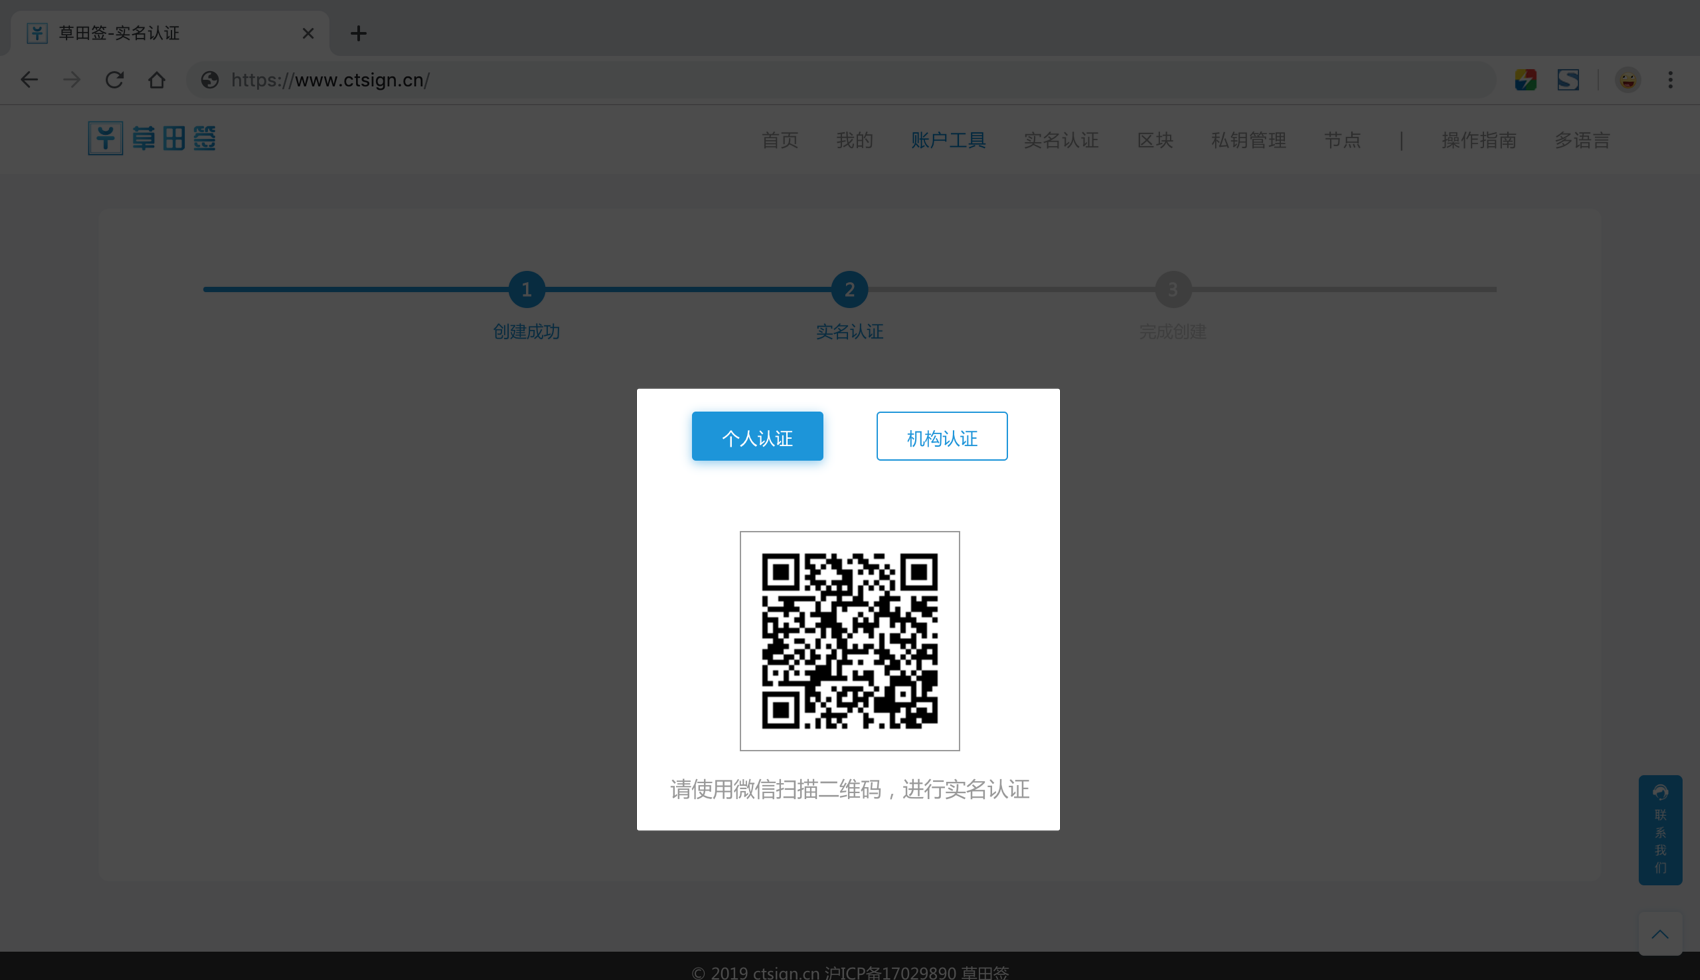 草田签-实名认证
https://www.ctsign.cn/
草田签
首页 我的 账户工具 实名认证 区块 私钥管理 节点 | 操作指南 多语言
1 2 3
创建成功 实名认证 完成创建
个人认证 机构认证
请使用微信扫描二维码，进行实名认证
联系我们
© 2019 ctsign.cn 沪ICP备17029890 草田签